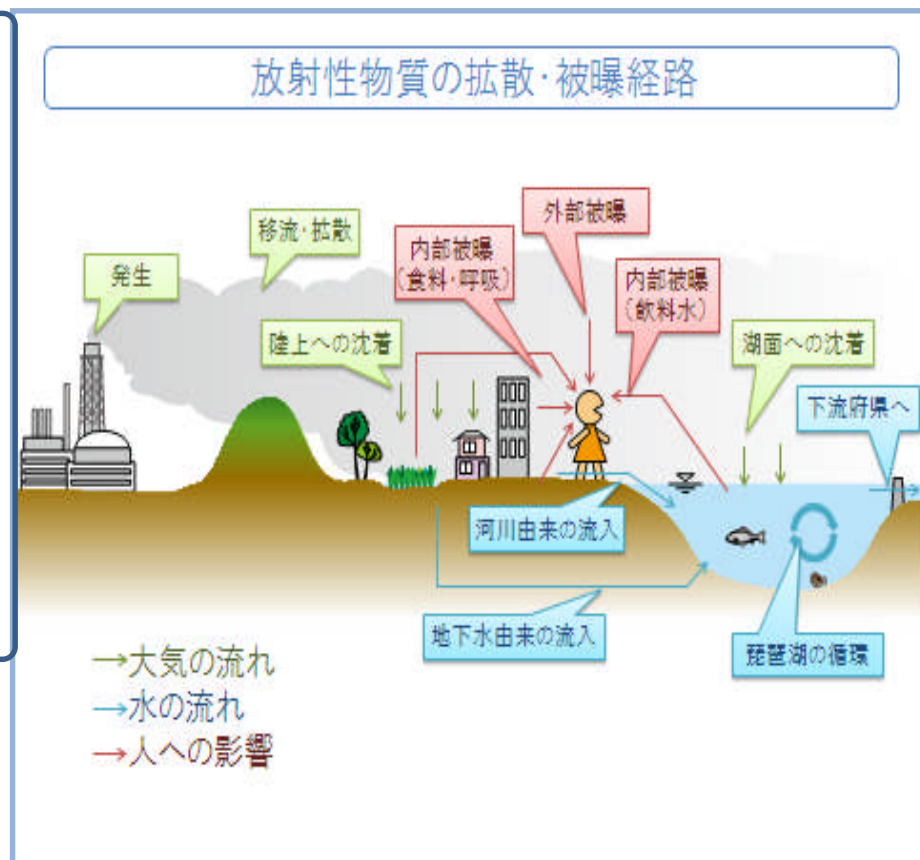 放射性物質の拡散・被曝経路
外部被曝
移流・拡散
内部被曝
(食料・呼吸)
発生
内部被曝
(飲料水)
陸上への沈着
湖面への沈着
下流府県へ
河川由来の流入
地下水由来の流入
琵琶湖の循環
→大気の流れ
→水の流れ
→人への影響